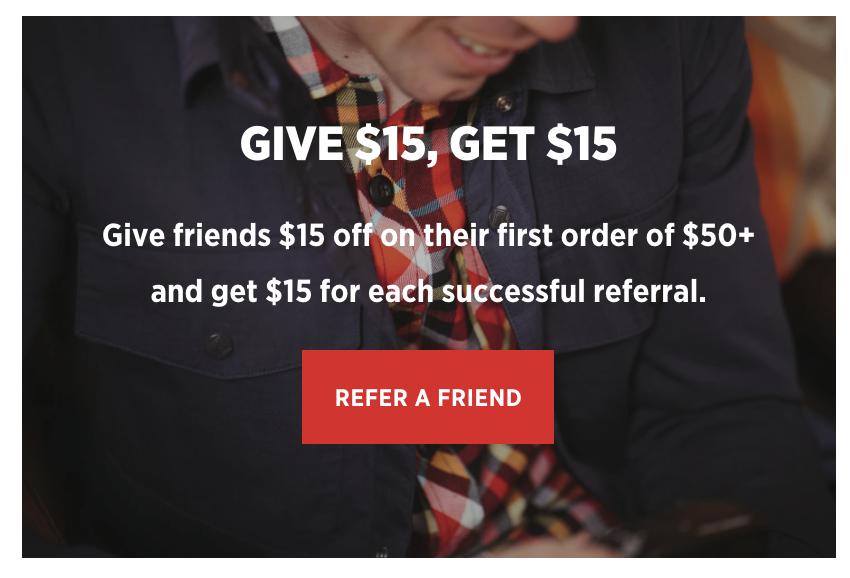 GIVE $15, GET $15
Give friends $15 off on their first order of $50+
and get $15 for each successful referral.
REFER A FRIEND